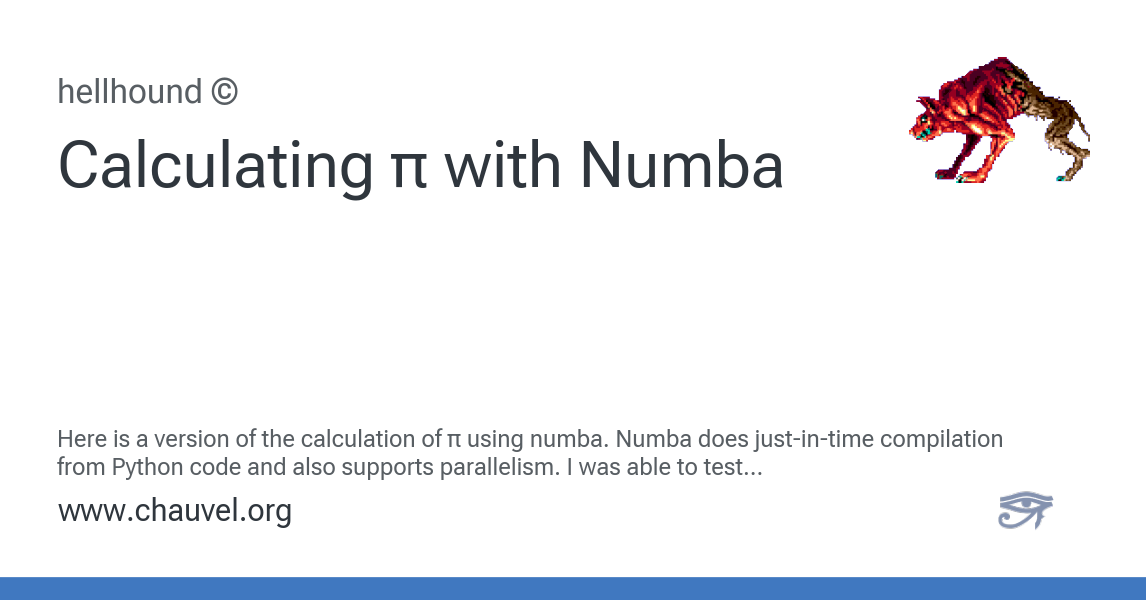 hellhound ©
Calculating π with Numba
Here is a version of the calculation of π using numba. Numba does just-in-time compilation
from Python code and also supports parallelism. I was able to test...
www.chauvel.org